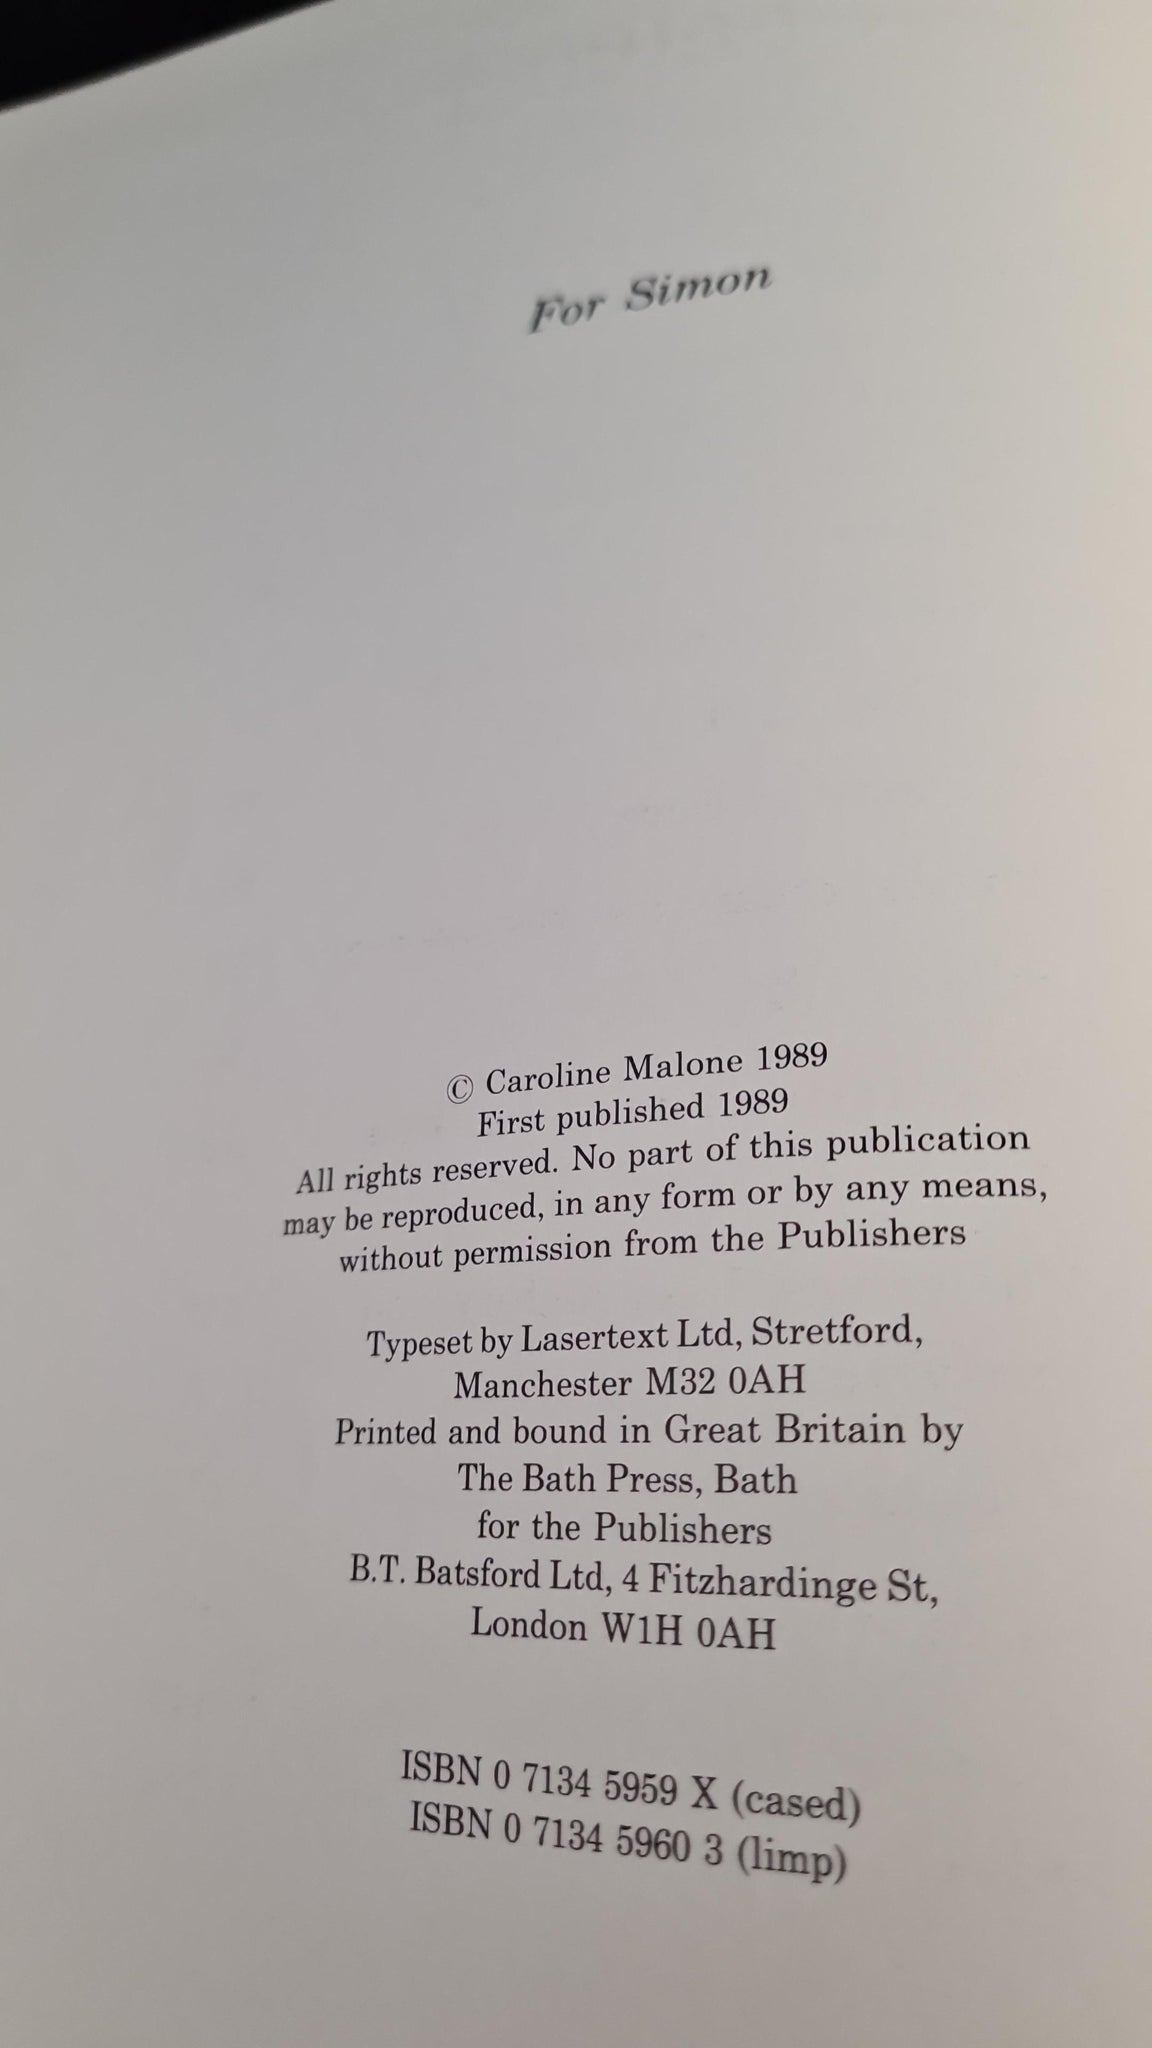 For Simon
© Caroline Malone 1989
First published 1989
All rights reserved. No part of this publication
may be reproduced, in any form or by any means,
without permission from the Publishers
Typeset by Lasertext Ltd, Stretford,
Manchester M32 0AH
Printed and bound in Great Britain by
The Bath Press, Bath
for the Publishers
B.T. Batsford Ltd, 4 Fitzhardinge St,
London W1H 0AH
ISBN 0 7134 5959 X (cased)
ISBN 0 7134 5960 3 (limp)